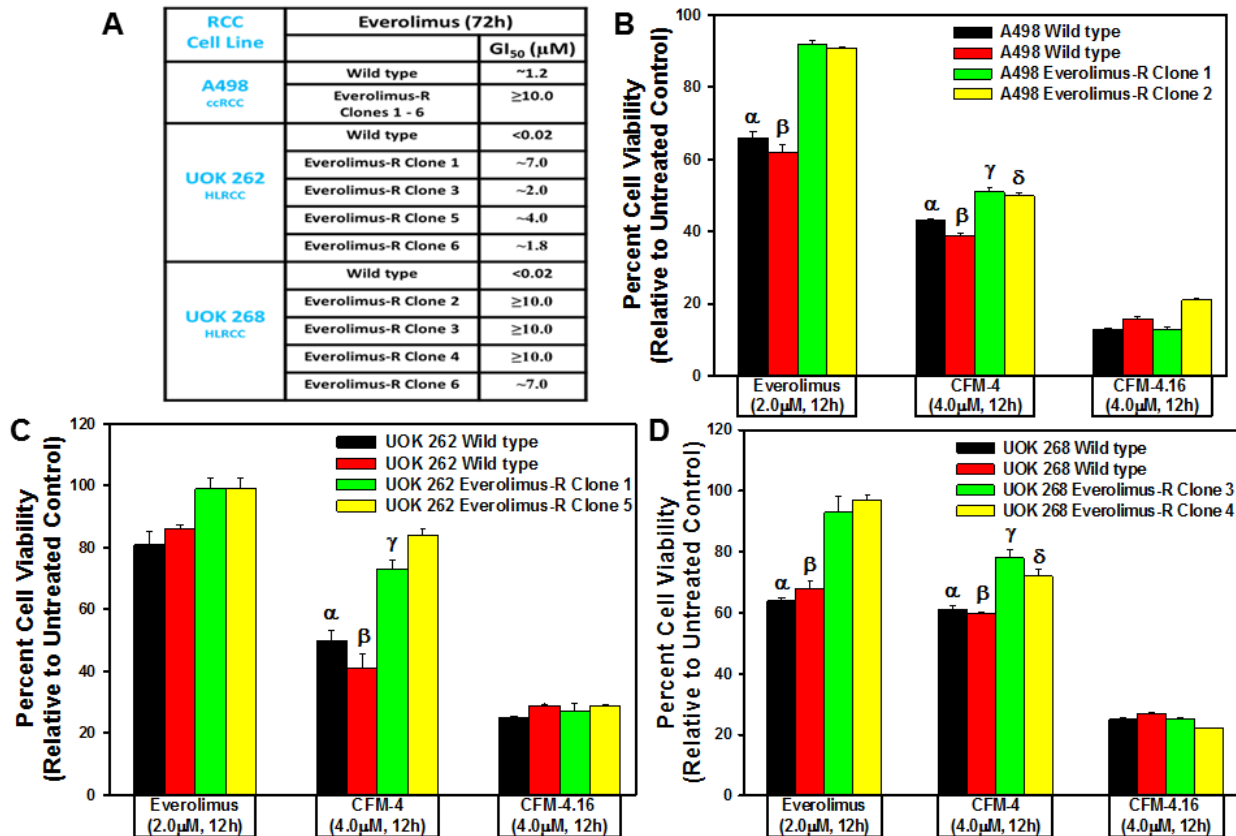 A
RCC
Cell Line
Everolimus (72h)
GI₅₀ (μM)
A498
ccRCC
Wild type
~1.2
Everolimus-R
Clones 1 - 6
≥10.0
UOK 262
HLRCC
Wild type
<0.02
Everolimus-R Clone 1
~7.0
Everolimus-R Clone 3
~2.0
Everolimus-R Clone 5
~4.0
Everolimus-R Clone 6
~1.8
UOK 268
HLRCC
Wild type
<0.02
Everolimus-R Clone 2
≥10.0
Everolimus-R Clone 3
≥10.0
Everolimus-R Clone 4
≥10.0
Everolimus-R Clone 6
~7.0
B
Percent Cell Viability
(Relative to Untreated Control)
100
80
60
40
20
0
A498 Wild type
A498 Wild type
A498 Everolimus-R Clone 1
A498 Everolimus-R Clone 2
α
β
α
β
γ
δ
Everolimus
(2.0μM, 12h)
CFM-4
(4.0μM, 12h)
CFM-4.16
(4.0μM, 12h)
C
Percent Cell Viability
(Relative to Untreated Control)
120
100
80
60
40
20
0
UOK 262 Wild type
UOK 262 Wild type
UOK 262 Everolimus-R Clone 1
UOK 262 Everolimus-R Clone 5
α
β
γ
Everolimus
(2.0μM, 12h)
CFM-4
(4.0μM, 12h)
CFM-4.16
(4.0μM, 12h)
D
Percent Cell Viability
(Relative to Untreated Control)
120
100
80
60
40
20
0
UOK 268 Wild type
UOK 268 Wild type
UOK 268 Everolimus-R Clone 3
UOK 268 Everolimus-R Clone 4
α
β
α
β
γ
δ
Everolimus
(2.0μM, 12h)
CFM-4
(4.0μM, 12h)
CFM-4.16
(4.0μM, 12h)